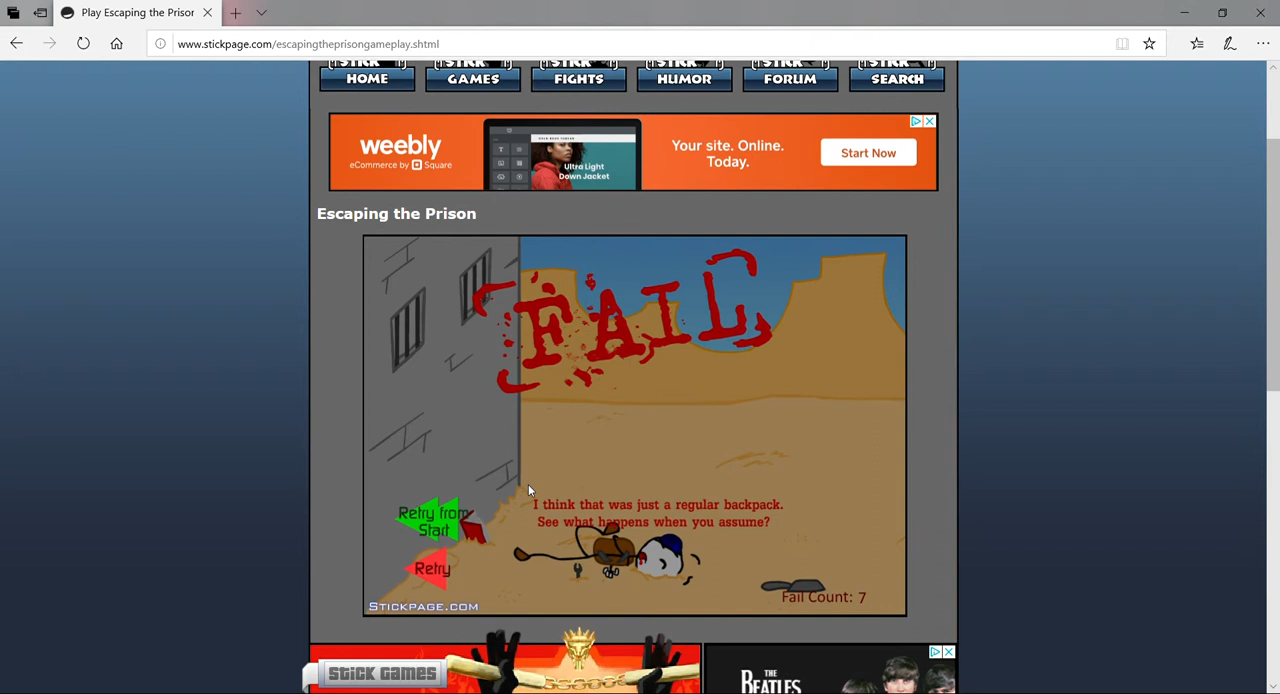 Play Escaping the Prisor
www.stickpage.com/escapingtheprisongameplay.shtml
HOME
GAMES
FIGHTS
HUMOR
FORUM
SEARCH
weebly
eCommerce by Square
Ultra Light
Down Jacket
Your site. Online.
Today.
Start Now
Escaping the Prison
FAIL
I think that was just a regular backpack.
See what happens when you assume?
Retry from
Start
Retry
Fail Count: 7
STICKPAGE.COM
STICK GAMES
THE
BEATLES